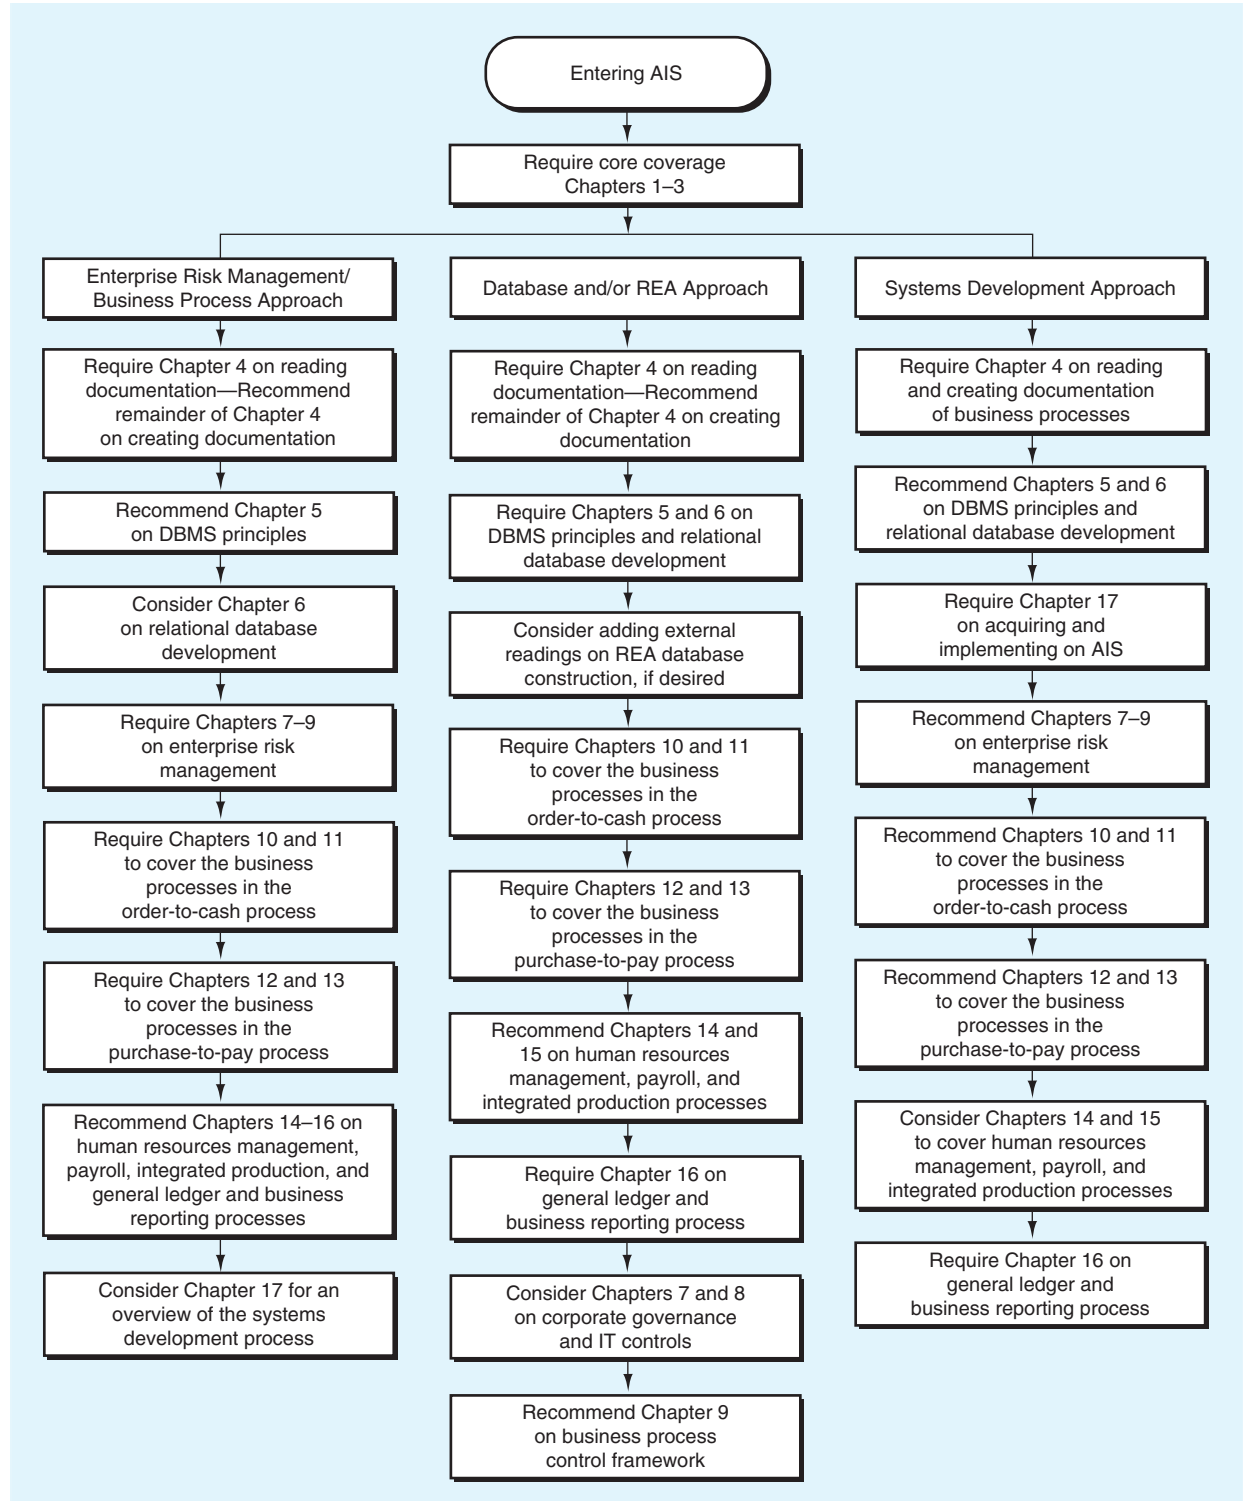 Entering AIS
Require core coverage
Chapters 1–3
Enterprise Risk Management/
Business Process Approach
Require Chapter 4 on reading
documentation—Recommend
remainder of Chapter 4
on creating documentation
Recommend Chapter 5
on DBMS principles
Consider Chapter 6
on relational database
development
Require Chapters 7–9
on enterprise risk
management
Require Chapters 10 and 11
to cover the business
processes in the
order-to-cash process
Require Chapters 12 and 13
to cover the business
processes in the
purchase-to-pay process
Recommend Chapters 14–16 on
human resources management,
payroll, integrated production, and
general ledger and business
reporting processes
Consider Chapter 17 for an
overview of the systems
development process
Database and/or REA Approach
Require Chapter 4 on reading
documentation—Recommend
remainder of Chapter 4 on creating
documentation
Require Chapters 5 and 6 on
DBMS principles and relational
database development
Consider adding external
readings on REA database
construction, if desired
Require Chapters 10 and 11
to cover the business
processes in the
order-to-cash process
Require Chapters 12 and 13
to cover the business
processes in the
purchase-to-pay process
Recommend Chapters 14 and
15 on human resources
management, payroll, and
integrated production processes
Require Chapter 16 on
general ledger and
business reporting process
Consider Chapters 7 and 8
on corporate governance
and IT controls
Recommend Chapter 9
on business process
control framework
Systems Development Approach
Require Chapter 4 on reading
and creating documentation
of business processes
Recommend Chapters 5 and 6
on DBMS principles and
relational database development
Require Chapter 17
on acquiring and
implementing on AIS
Recommend Chapters 7–9
on enterprise risk
management
Recommend Chapters 10 and 11
to cover the business
processes in the
order-to-cash process
Recommend Chapters 12 and 13
to cover the business
processes in the
purchase-to-pay process
Consider Chapters 14 and 15
to cover human resources
management, payroll, and
integrated production processes
Require Chapter 16 on
general ledger and
business reporting process